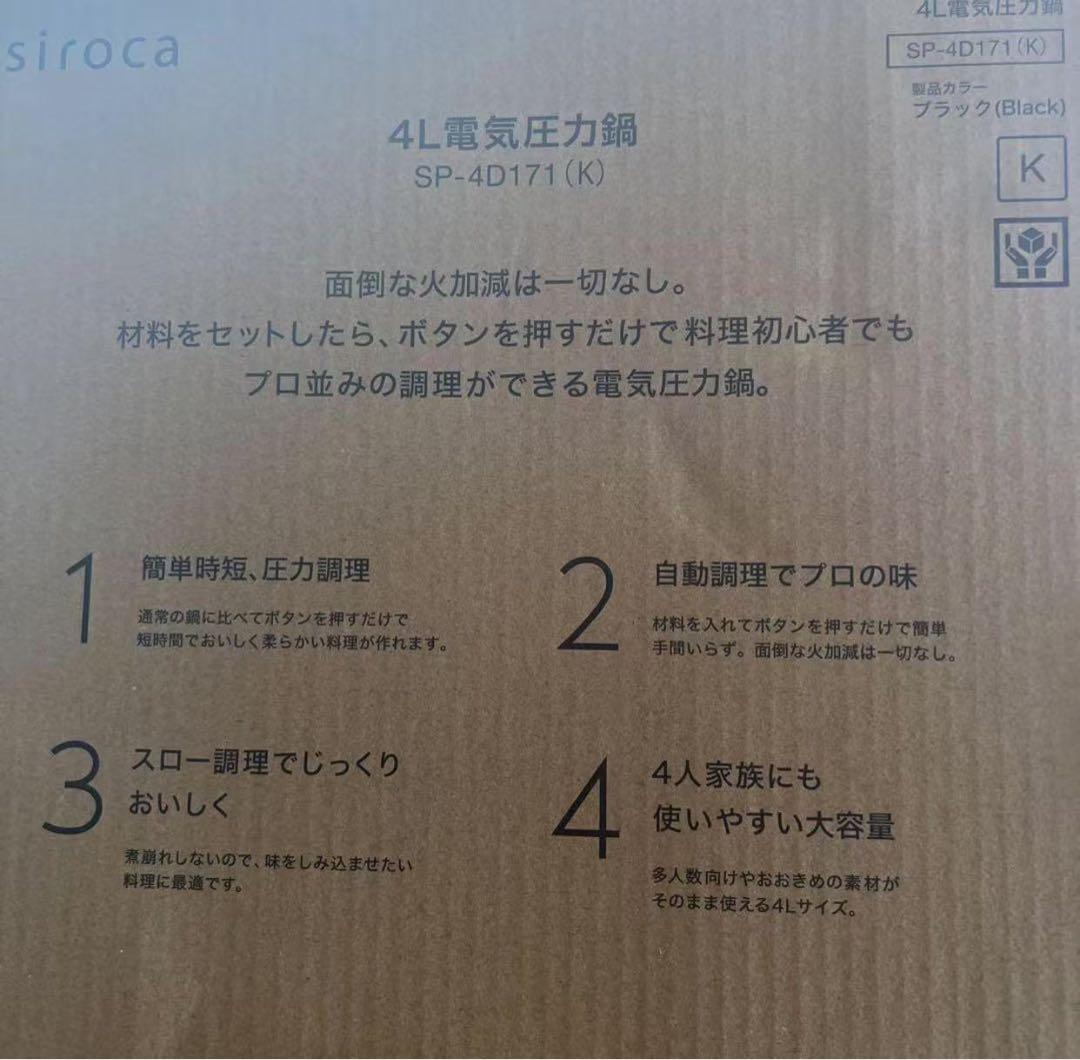 siroca
4L電気圧力鍋
SP-4D171(K)
製品カラー
ブラック(Black)
K
4L電気圧力鍋
SP-4D171(K)
面倒な火加減は一切なし。
材料をセットしたら、ボタンを押すだけで料理初心者でも
プロ並みの調理ができる電気圧力鍋。
1
簡単時短、圧力調理
通常の鍋に比べてボタンを押すだけで
短時間でおいしく柔らかい料理が作れます。
2
自動調理でプロの味
材料を入れてボタンを押すだけで簡単
手間いらず。面倒な火加減は一切なし。
3
スロー調理でじっくり
おいしく
煮崩れしないので、味をしみ込ませたい
料理に最適です。
4
4人家族にも
使いやすい大容量
多人数向けやおおきめの素材が
そのまま使える4Lサイズ。